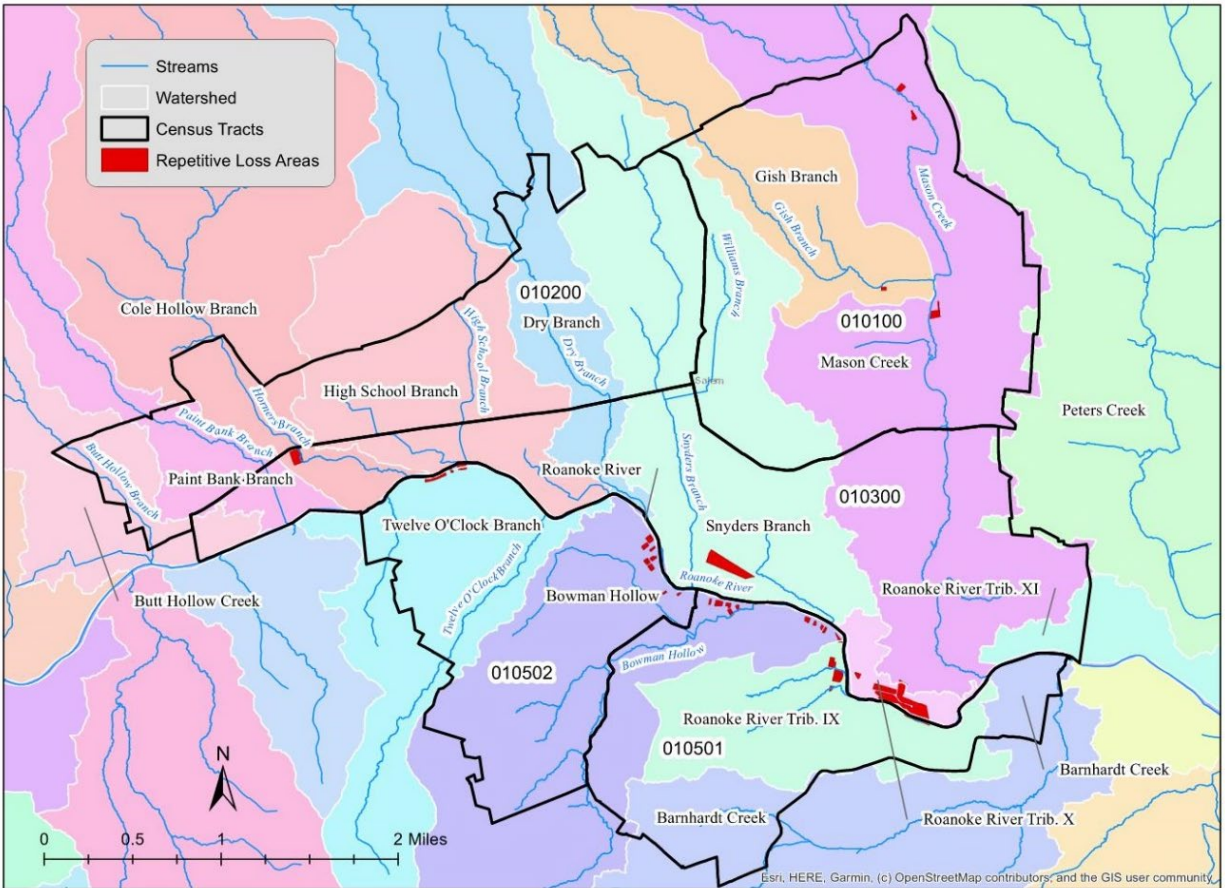 Streams
Watershed
Census Tracts
Repetitive Loss Areas
Gish Branch
Gish Branch
Mason Creek
Williams Branch
010200
Dry Branch
Dry Branch
Cole Hollow Branch
High School Branch
High School Branch
010100
Mason Creek
Salem
Peters Creek
Horners Branch
Paint Bank Branch
Paint Bank Branch
Butt Hollow Branch
Roanoke River
Snyders Branch
010300
Twelve O'Clock Branch
Snyders Branch
Twelve O'Clock Branch
Roanoke River
Roanoke River Trib. XI
Butt Hollow Creek
Bowman Hollow
Bowman Hollow
010502
Roanoke River Trib. IX
010501
Barnhardt Creek
Barnhardt Creek
Roanoke River Trib. X
N
0 0.5 1 2 Miles
Esri, HERE, Garmin, (c) OpenStreetMap contributors, and the GIS user community